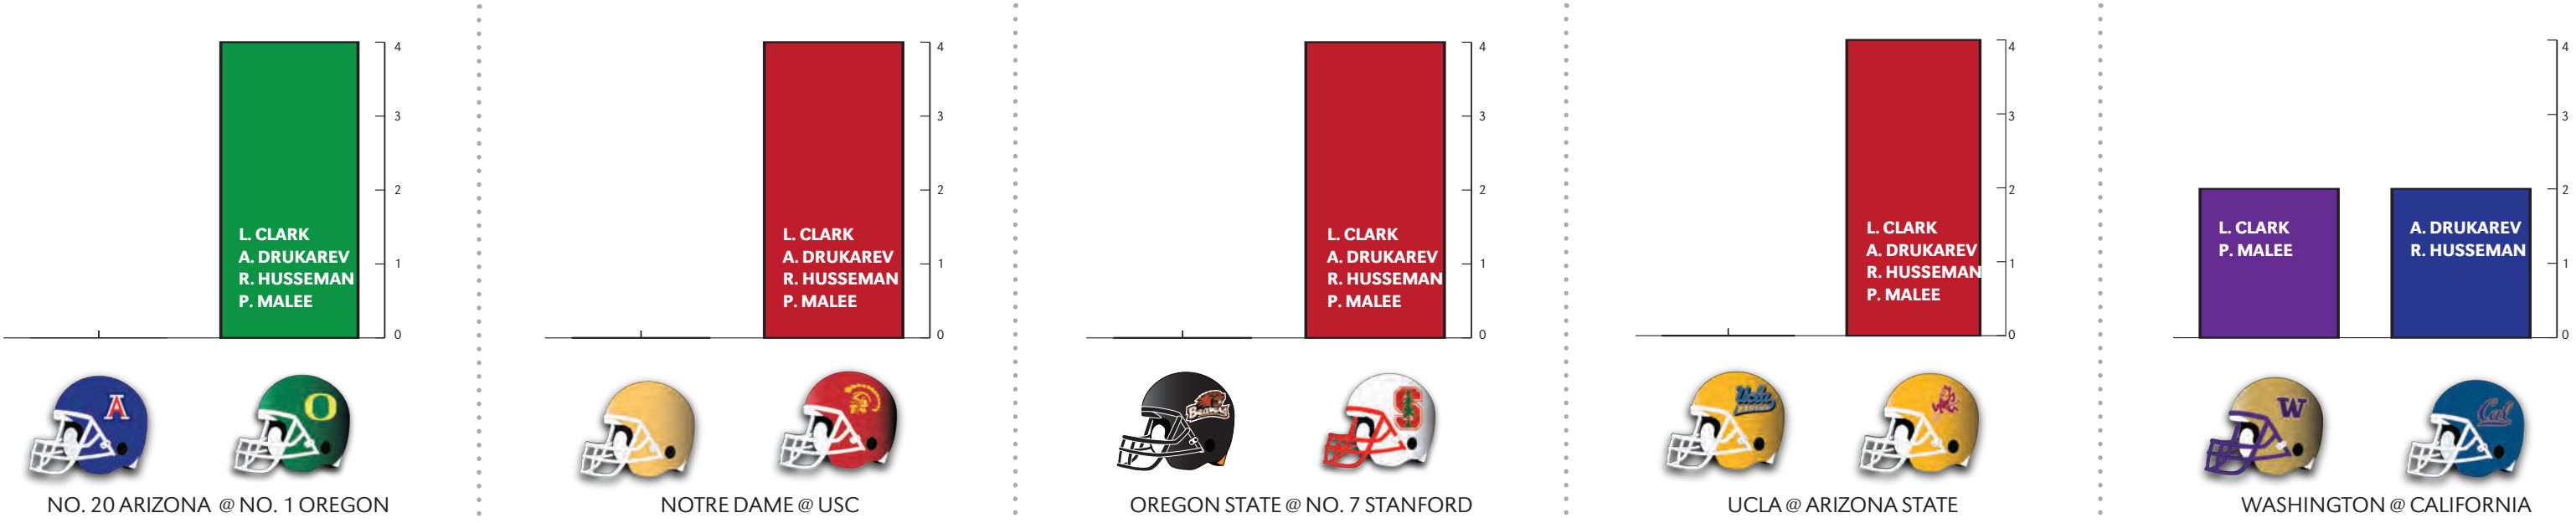 4
3
2
1
0
L. CLARK
A. DRUKAREV
R. HUSSEMAN
P. MALEE
A
O
NO. 20 ARIZONA @ NO. 1 OREGON
4
3
2
1
0
L. CLARK
A. DRUKAREV
R. HUSSEMAN
P. MALEE
NOTRE DAME @ USC
4
3
2
1
0
L. CLARK
A. DRUKAREV
R. HUSSEMAN
P. MALEE
Beavers
S
OREGON STATE @ NO. 7 STANFORD
4
3
2
1
0
L. CLARK
A. DRUKAREV
R. HUSSEMAN
P. MALEE
Ucla
UCLA @ ARIZONA STATE
4
3
2
1
0
L. CLARK
P. MALEE
A. DRUKAREV
R. HUSSEMAN
W
Cal
WASHINGTON @ CALIFORNIA